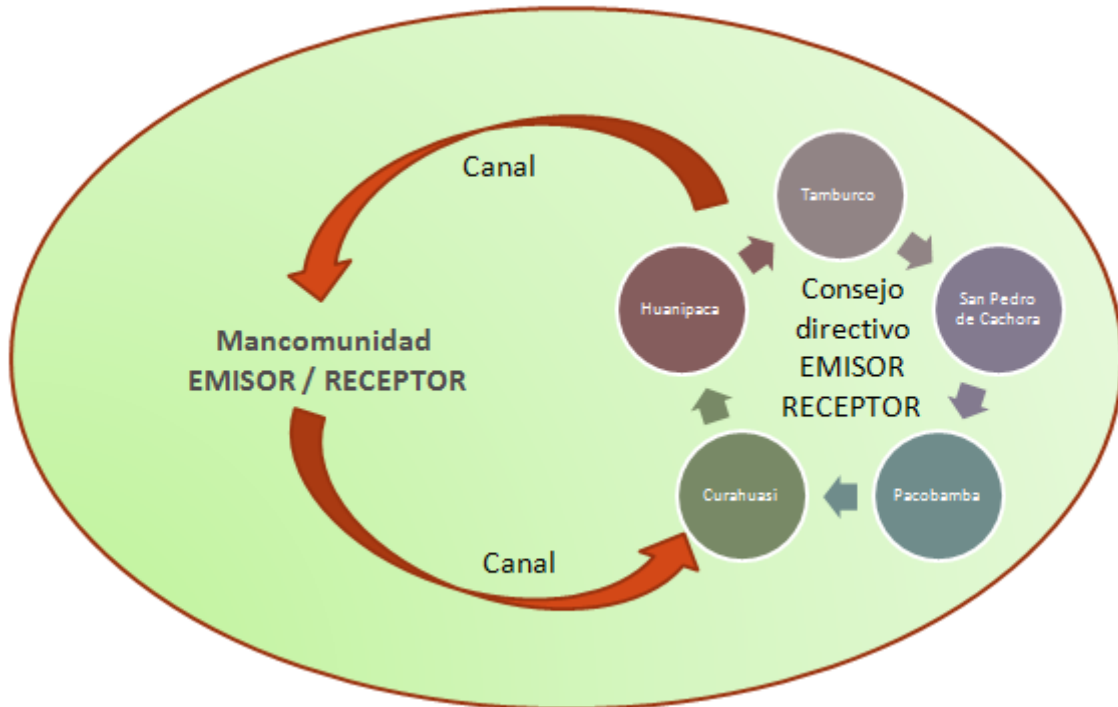 Canal
Tamburco
Huanipaca
Consejo
directivo
EMISOR
RECEPTOR
San Pedro
de Cachora
Mancomunidad
EMISOR / RECEPTOR
Curahuasi
Pacobamba
Canal